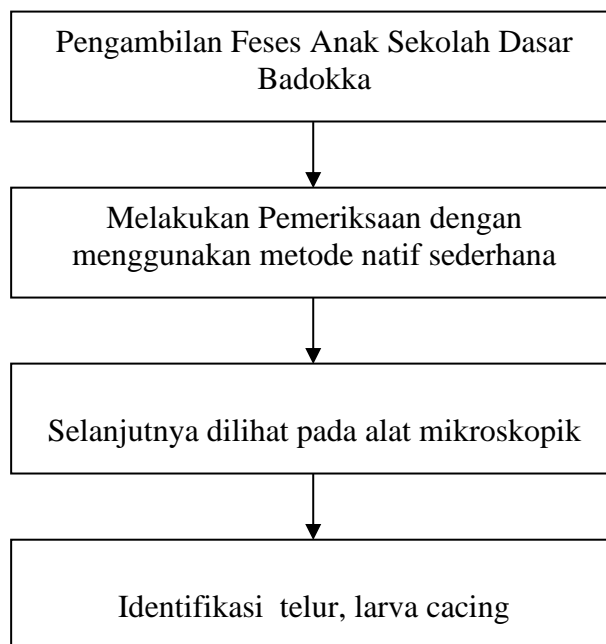 Pengambilan Feses Anak Sekolah Dasar
Badokka
Melakukan Pemeriksaan dengan
menggunakan metode natif sederhana
Selanjutnya dilihat pada alat mikroskopik
Identifikasi telur, larva cacing